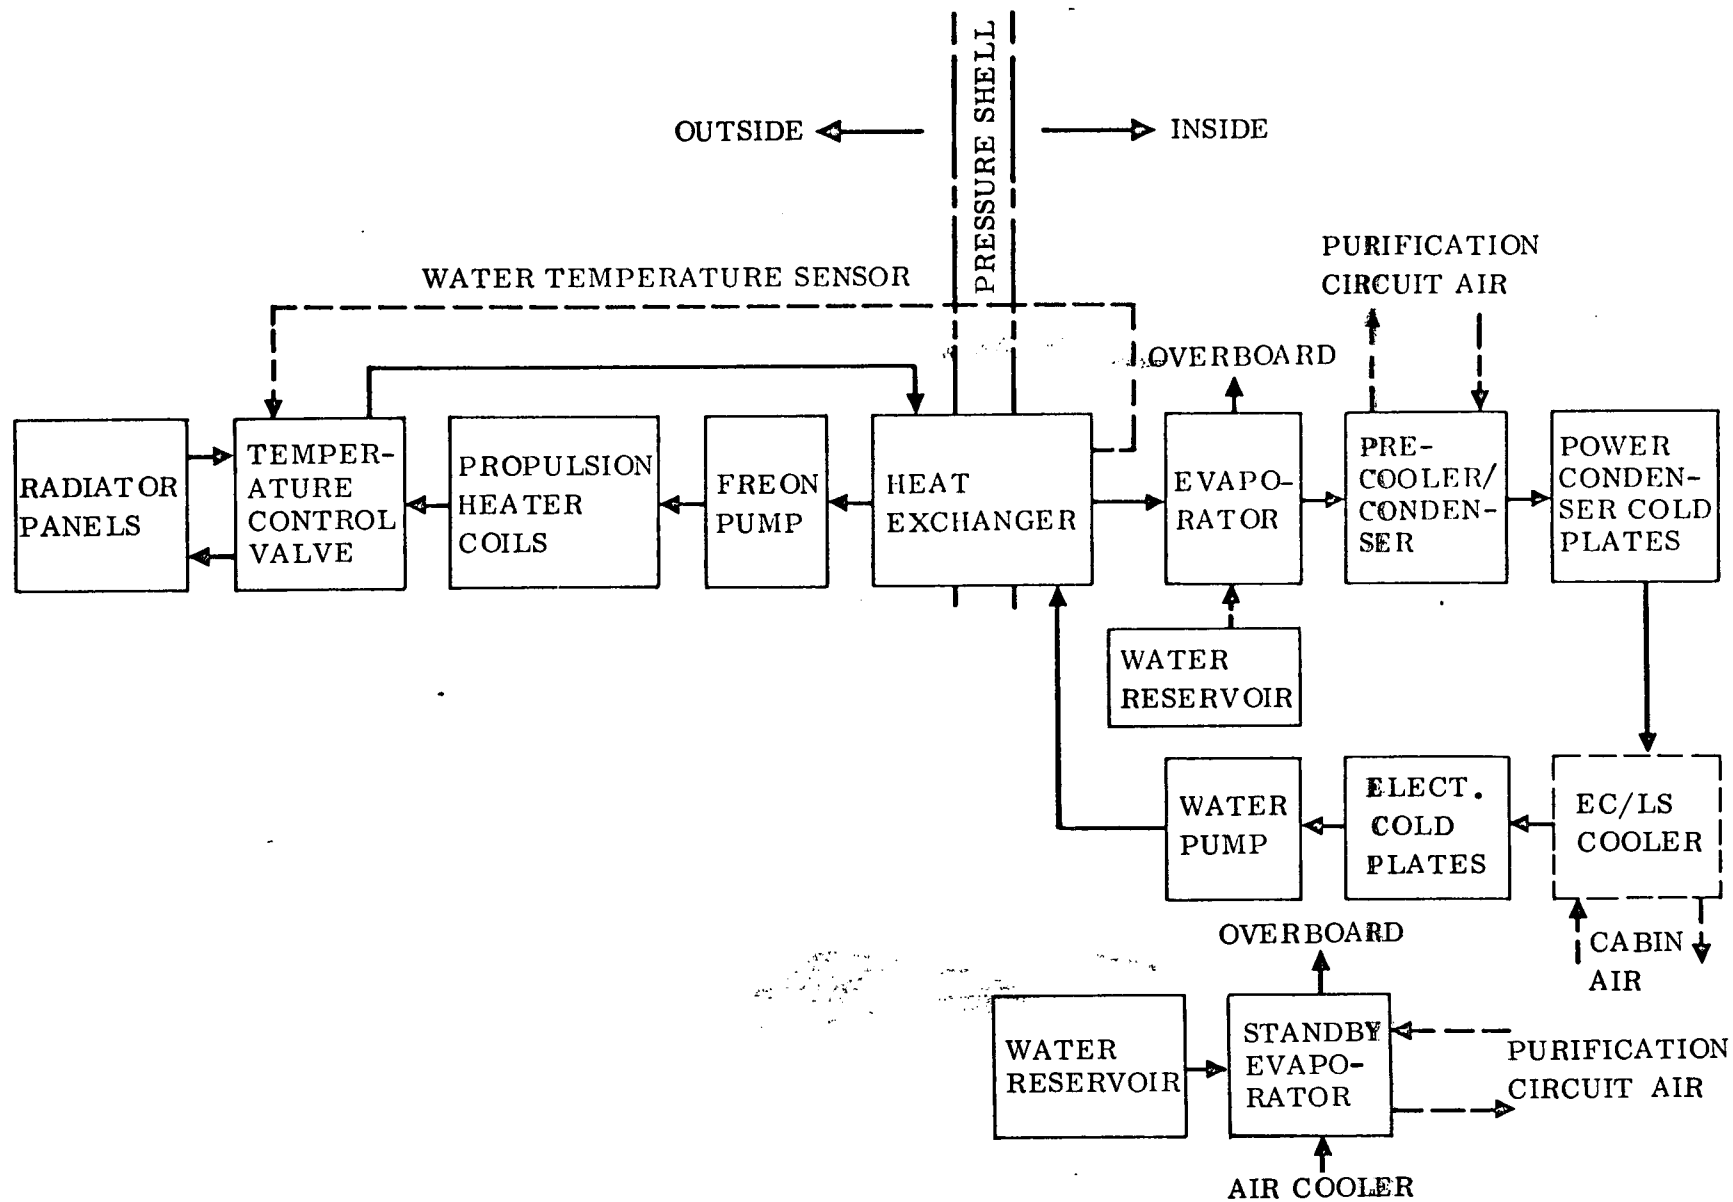 PRESSURE SHELL
OUTSIDE
INSIDE
PURIFICATION
CIRCUIT AIR
WATER TEMPERATURE SENSOR
OVERBOARD
RADIATOR
PANELS
TEMPER-
ATURE
CONTROL
VALVE
PROPULSION
HEATER
COILS
FREON
PUMP
HEAT
EXCHANGER
EVAPO-
RATOR
PRE-
COOLER/
CONDEN-
SER
POWER
CONDEN-
SER COLD
PLATES
WATER
RESERVOIR
WATER
PUMP
ELECT.
COLD
PLATES
EC/LS
COOLER
CABIN
AIR
OVERBOARD
WATER
RESERVOIR
STANDBY
EVAPO-
RATOR
PURIFICATION
CIRCUIT AIR
AIR COOLER